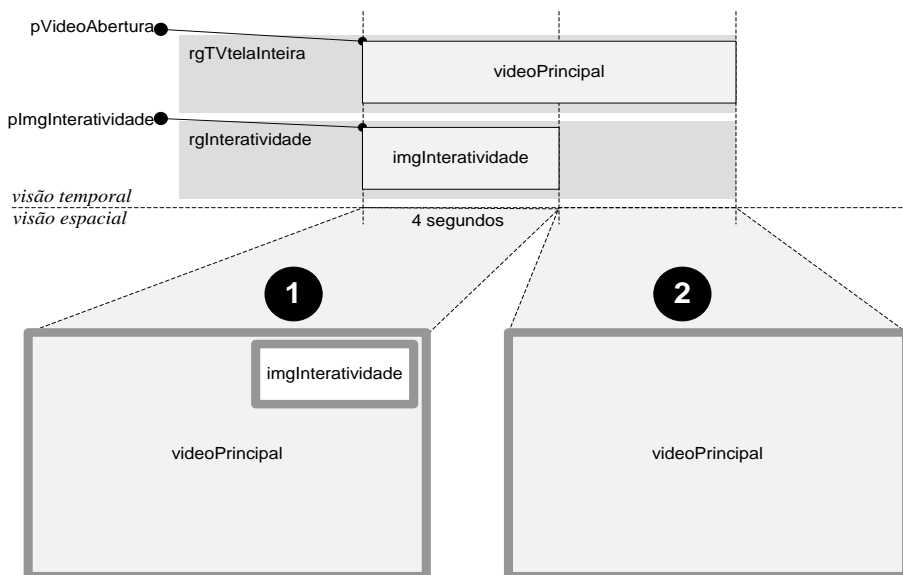 pVideoAbertura
rgTVtelaInteira
videoPrincipal
pImgInteratividade
rgInteratividade
imgInteratividade
visão temporal
visão espacial
4 segundos
1
2
imgInteratividade
videoPrincipal
videoPrincipal